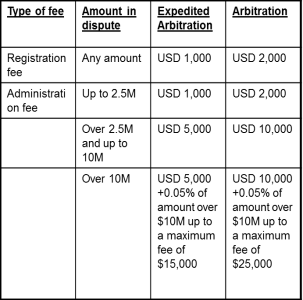 Type of fee Amount in dispute Expedited Arbitration Arbitration
Registration fee Any amount USD 1,000 USD 2,000
Administrati on fee Up to 2.5M USD 1,000 USD 2,000
Over 2.5M and up to 10M USD 5,000 USD 10,000
Over 10M USD 5,000 +0.05% of amount over $10M up to a maximum fee of $15,000 USD 10,000 +0.05% of amount over $10M up to a maximum fee of $25,000